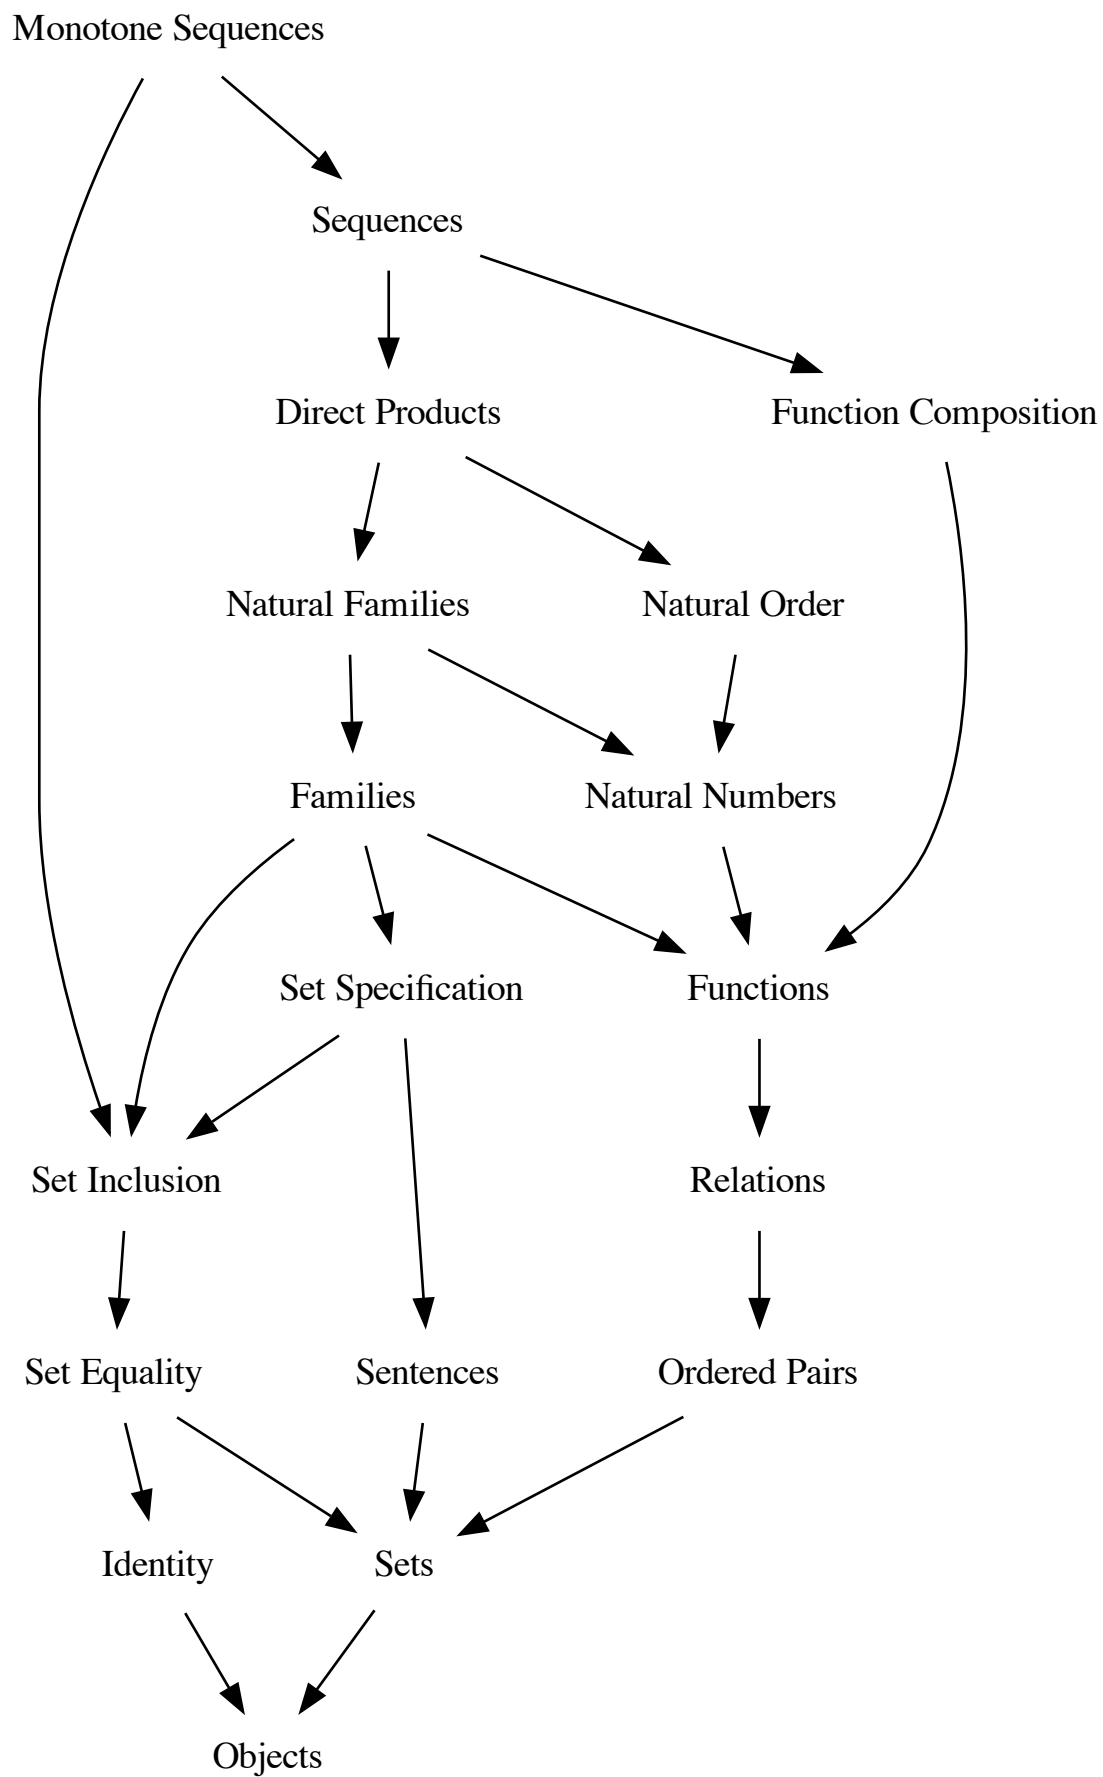 Monotone Sequences
Sequences
Direct Products
Function Composition
Natural Families
Natural Order
Families
Natural Numbers
Set Specification
Functions
Set Inclusion
Relations
Set Equality
Sentences
Ordered Pairs
Identity
Sets
Objects